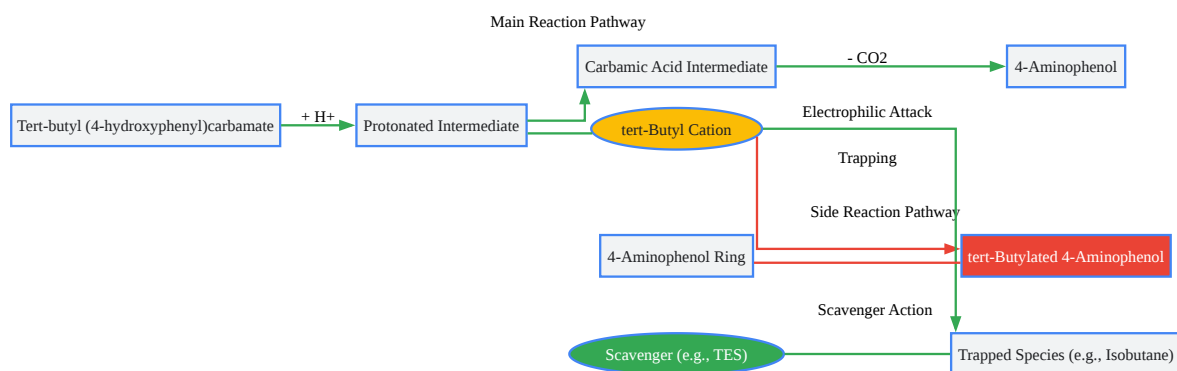 Main Reaction Pathway
Carbamic Acid Intermediate
- CO2
4-Aminophenol
Tert-butyl (4-hydroxyphenyl)carbamate
+ H+
Protonated Intermediate
tert-Butyl Cation
Electrophilic Attack
Trapping
Side Reaction Pathway
4-Aminophenol Ring
tert-Butylated 4-Aminophenol
Scavenger Action
Scavenger (e.g., TES)
Trapped Species (e.g., Isobutane)